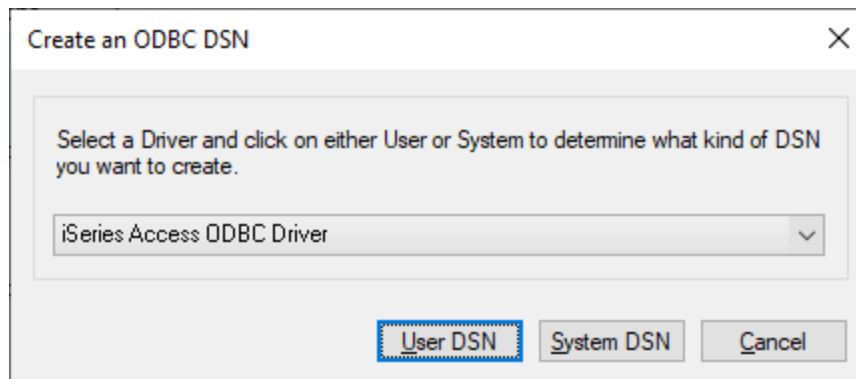 Create an ODBC DSN
Select a Driver and click on either User or System to determine what kind of DSN
you want to create.
iSeries Access ODBC Driver
User DSN System DSN Cancel